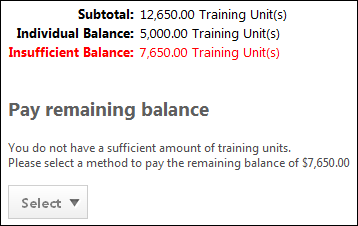 Subtotal: 12,650.00 Training Unit(s)
Individual Balance: 5,000.00 Training Unit(s)
Insufficient Balance: 7,650.00 Training Unit(s)
Pay remaining balance
You do not have a sufficient amount of training units.
Please select a method to pay the remaining balance of $7,650.00
Select